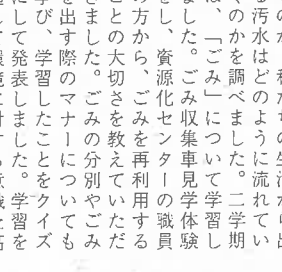 る汚水はどのように流れてい
くのかを調べました。二学期
は、「ごみ」について学習し
ました。ごみ収集車見学体験
をし、資源化センターの職員
の方から、ごみを再利用する
ことの大切さを教えていただ
きました。ごみの分別やごみ
を出す際のマナーについても
学び、学習したことをクイズ
にして発表しました。学習を